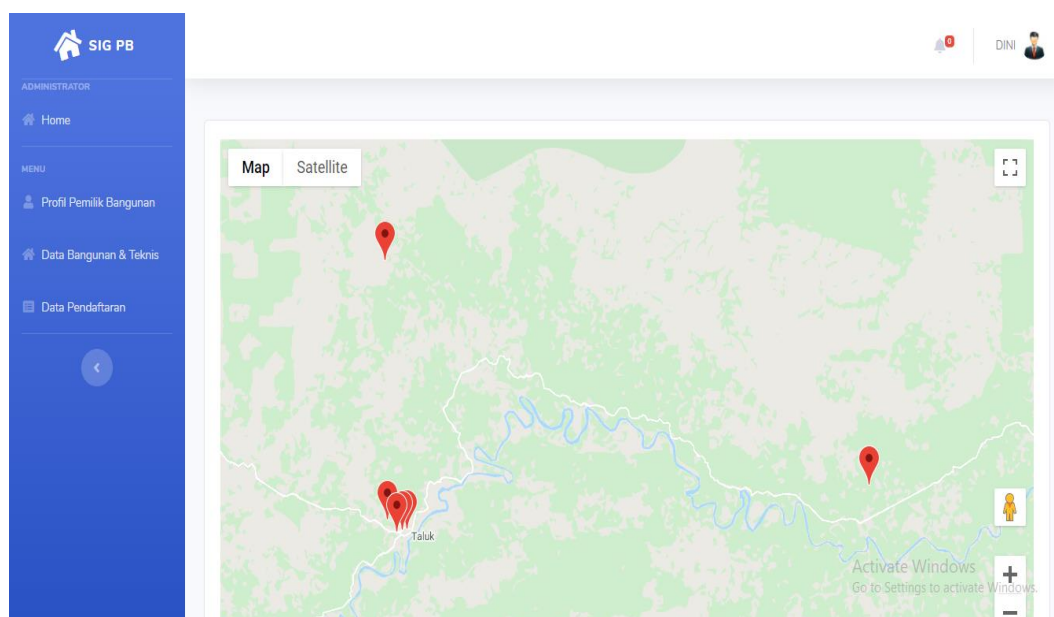 SIG PB
0
DINI
ADMINISTRATOR
Home
MENU
Profil Pemilik Bangunan
Data Bangunan & Teknis
Data Pendaftaran
Map
Satellite
Taluk
Activate Windows
Go to Settings to activate Windows.